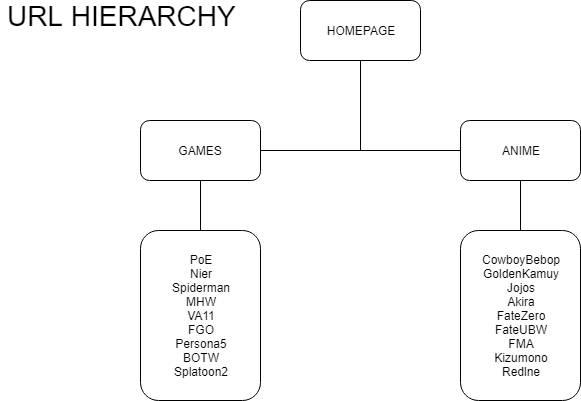 URL HIERARCHY
HOMEPAGE
GAMES
ANIME
PoE
Nier
Spiderman
MHW
VA11
FGO
Persona5
BOTW
Splatoon2
CowboyBebop
GoldenKamuy
Jojos
Akira
FateZero
FateUBW
FMA
Kizumono
Redlne